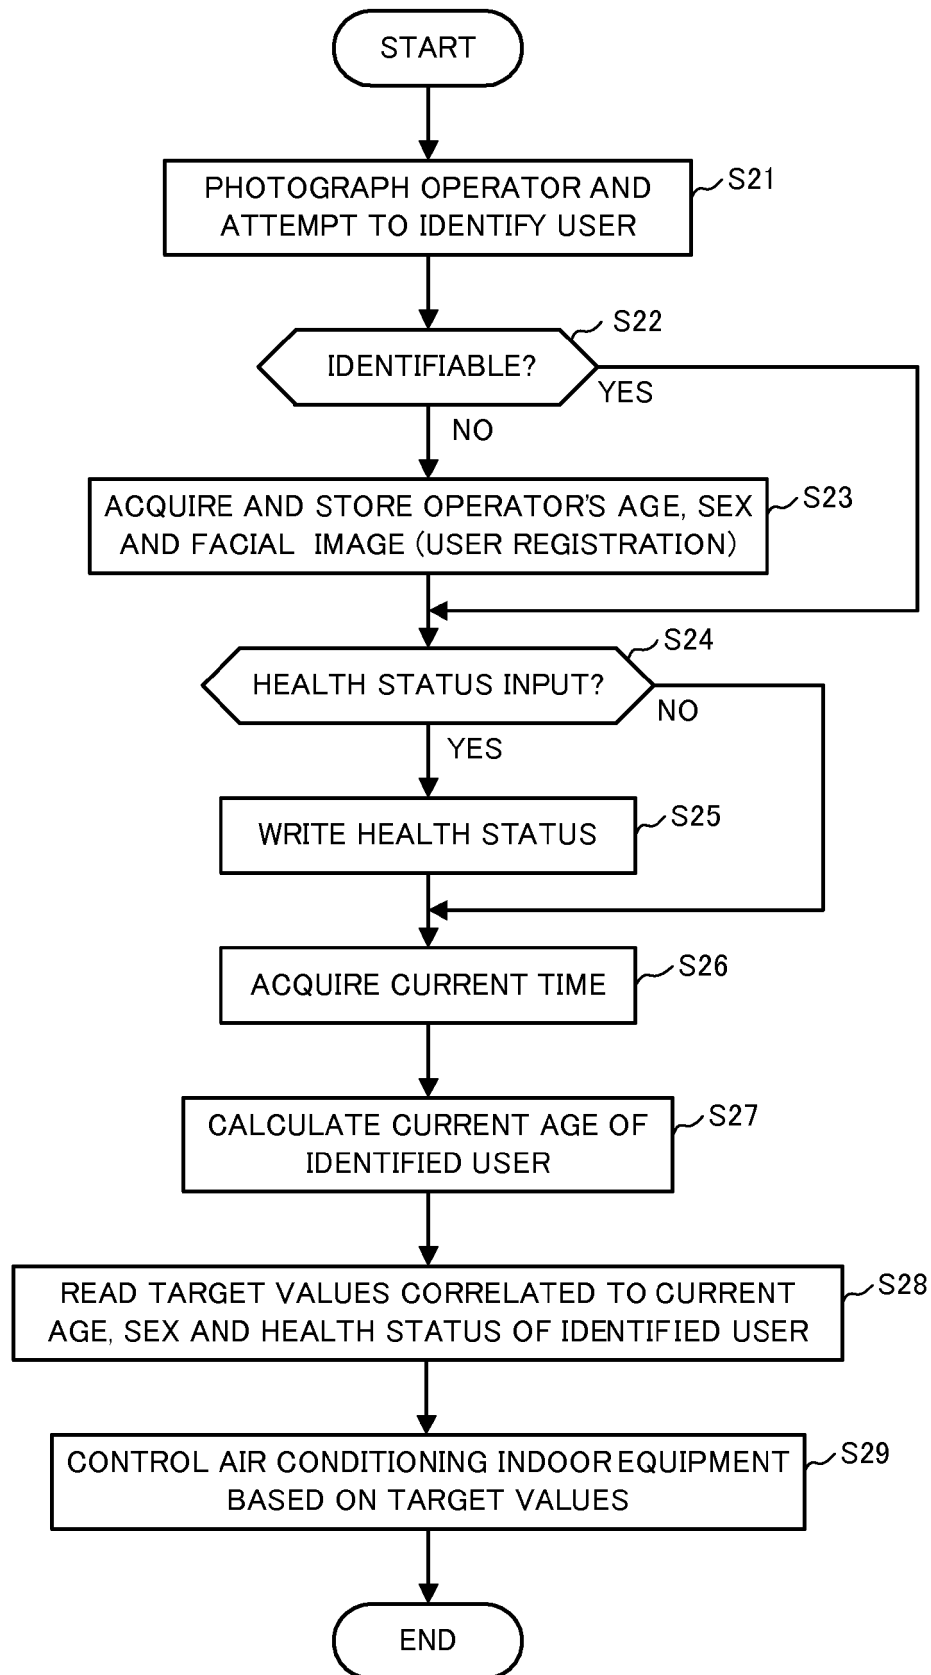 START
PHOTOGRAPH OPERATOR AND
ATTEMPT TO IDENTIFY USER
S21
IDENTIFIABLE?
S22
YES
NO
ACQUIRE AND STORE OPERATOR'S AGE, SEX
AND FACIAL IMAGE (USER REGISTRATION)
S23
HEALTH STATUS INPUT?
S24
NO
YES
WRITE HEALTH STATUS
S25
ACQUIRE CURRENT TIME
S26
CALCULATE CURRENT AGE OF
IDENTIFIED USER
S27
READ TARGET VALUES CORRELATED TO CURRENT
AGE, SEX AND HEALTH STATUS OF IDENTIFIED USER
S28
CONTROL AIR CONDITIONING INDOOR EQUIPMENT
BASED ON TARGET VALUES
S29
END